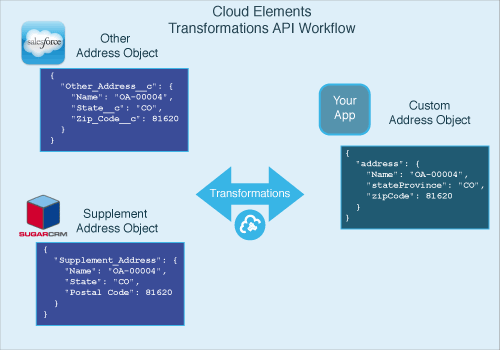 Cloud Elements
Transformations API Workflow
salesforce
Other
Address Object
{
"Other_Address__c": {
"Name": "OA-00004",
"State__c": "CO",
"Zip_Code__c": 81620
}
}
Your
App
Custom
Address Object
{
"address": {
"Name": "OA-00004",
"stateProvince": "CO",
"zipCode": 81620
}
}
Transformations
SUGARCRM
Supplement
Address Object
{
"Supplement_Address": {
"Name": "OA-00004",
"State": "CO",
"Postal Code": 81620
}
}